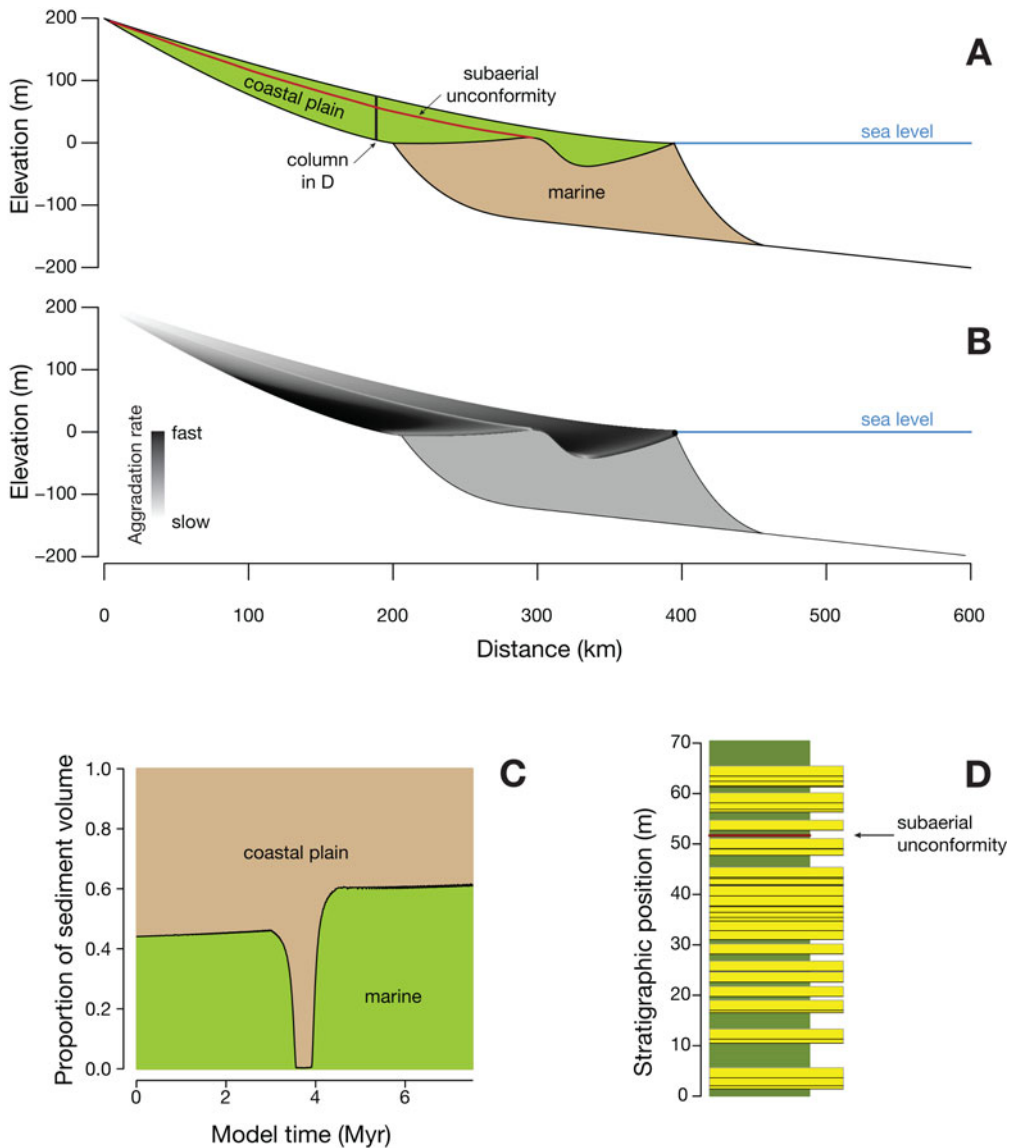 A
200
100
0
−100
−200
Elevation (m)
coastal plain
subaerial
unconformity
column
in D
marine
sea level
B
200
100
0
−100
−200
Elevation (m)
Aggradation rate
fast
slow
sea level
0
100
200
300
400
500
600
Distance (km)
C
1.0
0.8
0.6
0.4
0.2
0.0
Proportion of sediment volume
coastal plain
marine
0
2
4
6
Model time (Myr)
D
70
60
50
40
30
20
10
0
Stratigraphic position (m)
subaerial
unconformity